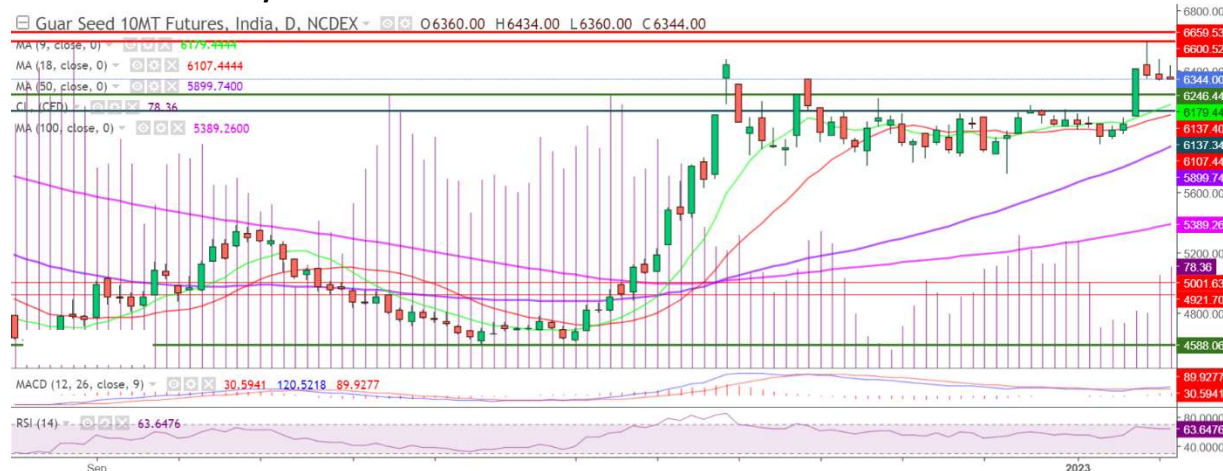 Guar Seed 10MT Futures, India, D, NCDEX O6360.00 H6434.00 L6360.00 C6344.00
MA (9, close, 0) 6179.4444
MA (18, close, 0) 6107.4444
MA (50, close, 0) 5899.7400
(CFD) 78.36
MA (100, close, 0) 5389.2600
6800.00
6659.53
6600.52
6344.00
6246.44
6179.44
6137.40
6137.34
6107.44
5899.74
5600.00
5389.26
5200.00
78.36
5001.63
4921.70
4800.00
4588.06
MACD (12, 26, close, 9) 30.5941 120.5218 89.9277
89.9277
30.5941
RSI (14) 63.6476
80.0000
63.6476
40.0000
Sep 2023